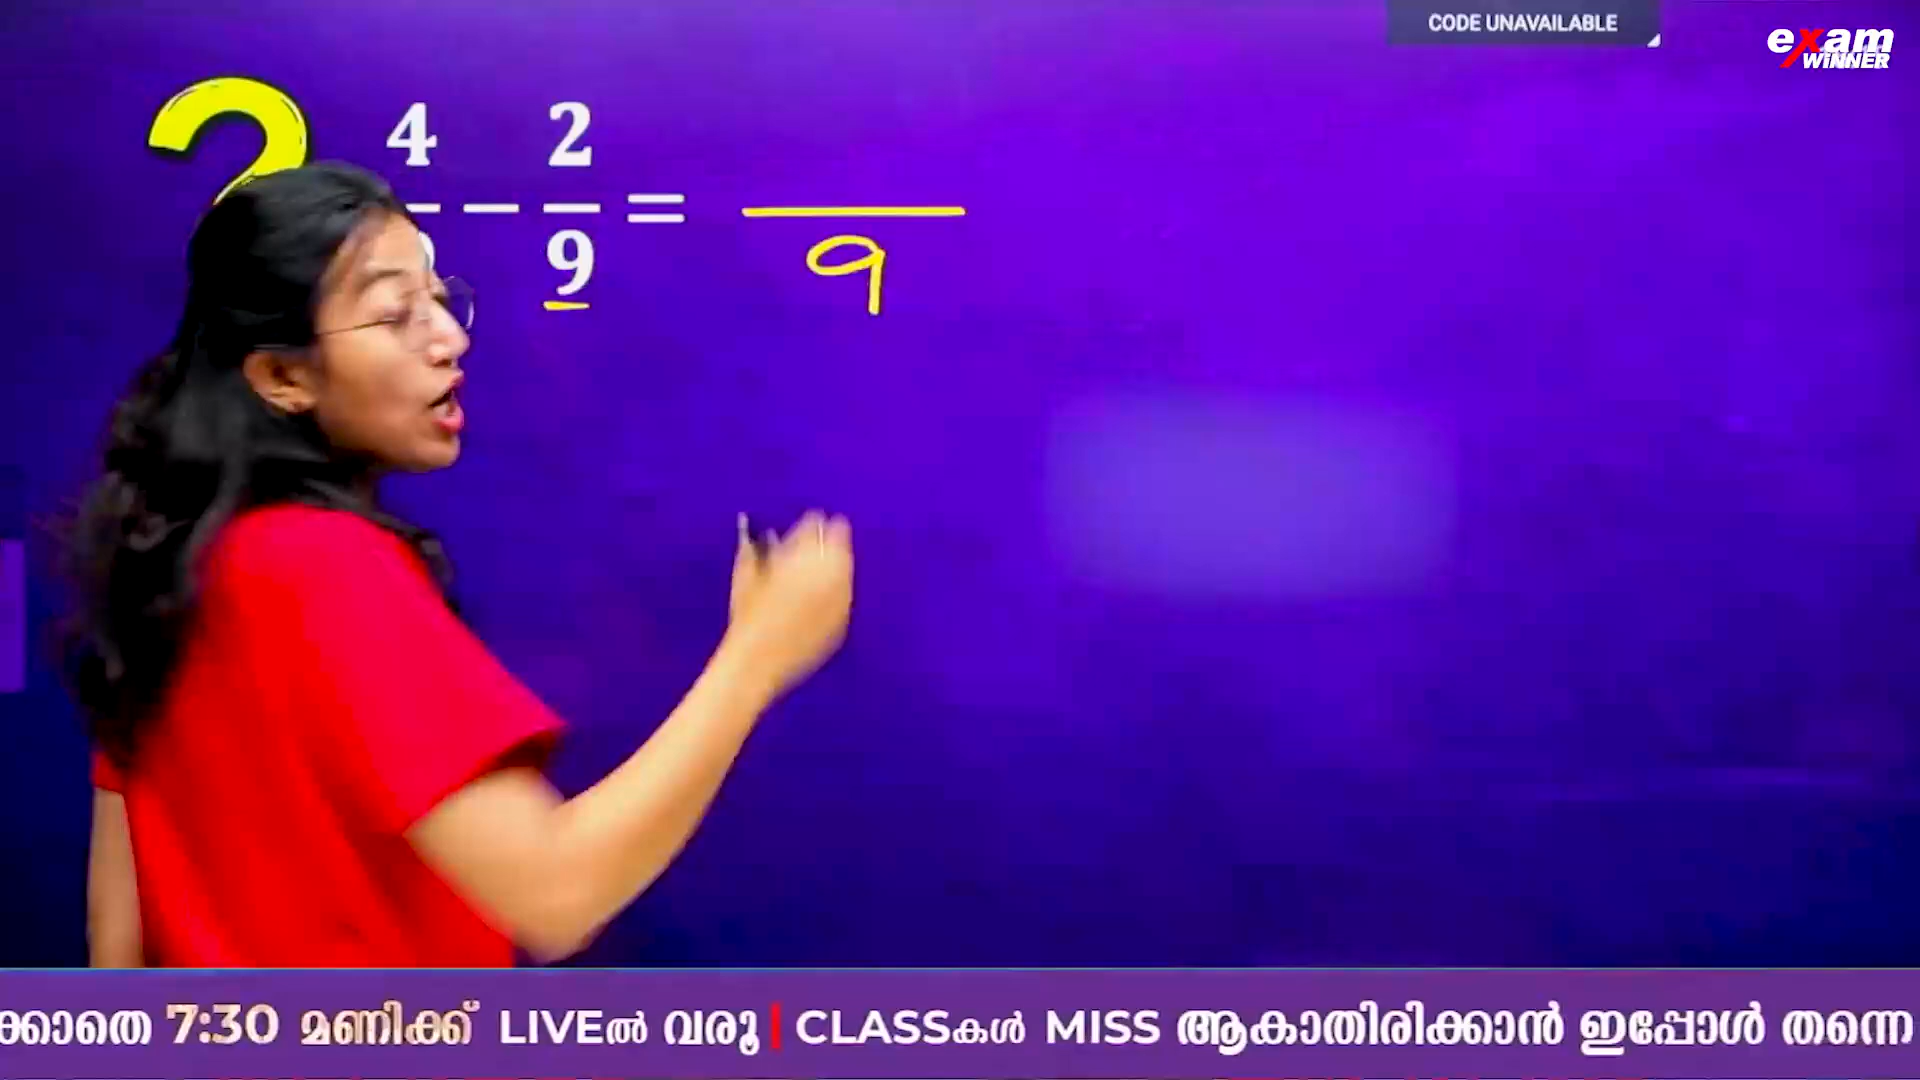 CODE UNAVAILABLE
exam
WINNER
4 2
— — — =
9 9
ക്കാതെ 7:30 മണിക്ക് LIVEൽ വരൂ | CLASSകൾ MISS ആകാതിരിക്കാൻ ഇപ്പോൾ തന്നെ